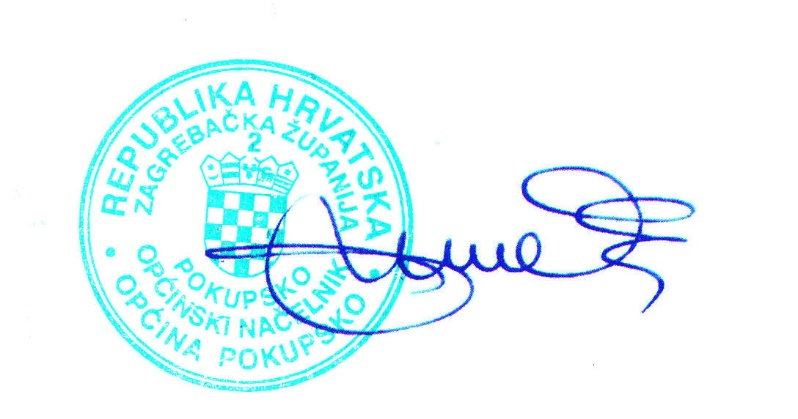 REPUBLIKA HRVATSKA
ZAGREBAČKA ŽUPANIJA
2
POKUPSKO
OPĆINSKI NAČELNIK
OPĆINA POKUPSKO